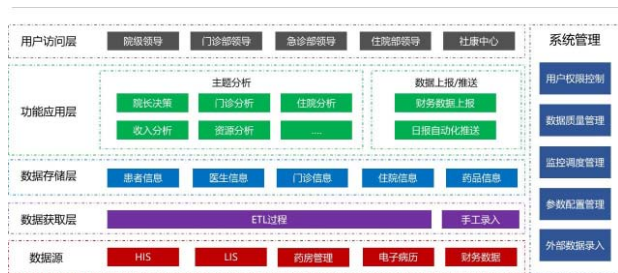 用户访问层
院级领导
门诊部领导
急诊部领导
住院部领导
社康中心
功能应用层
主题分析
院长决策
门诊分析
住院分析
收入分析
资源分析
....
数据上报/推送
财务数据上报
日报自动化推送
数据存储层
患者信息
医生信息
门诊信息
住院信息
药品信息
数据获取层
ETL过程
手工录入
数据源
HIS
LIS
药房管理
电子病历
财务数据
系统管理
用户权限控制
数据质量管理
监控调度管理
参数配置管理
外部数据录入